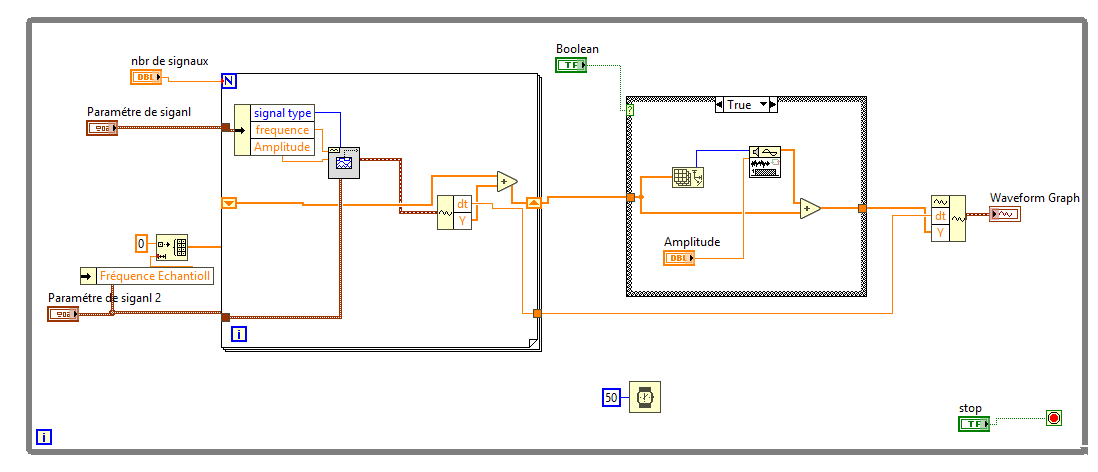 nbr de signaux
DBL
N
Paramétre de siganl
signal type
frequence
Amplitude
dt
Y
0
Fréquence Echantioll
Paramétre de siganl 2
i
Boolean
TF
?
True
Amplitude
DBL
dt
Y
Waveform Graph
50
stop
TF
i